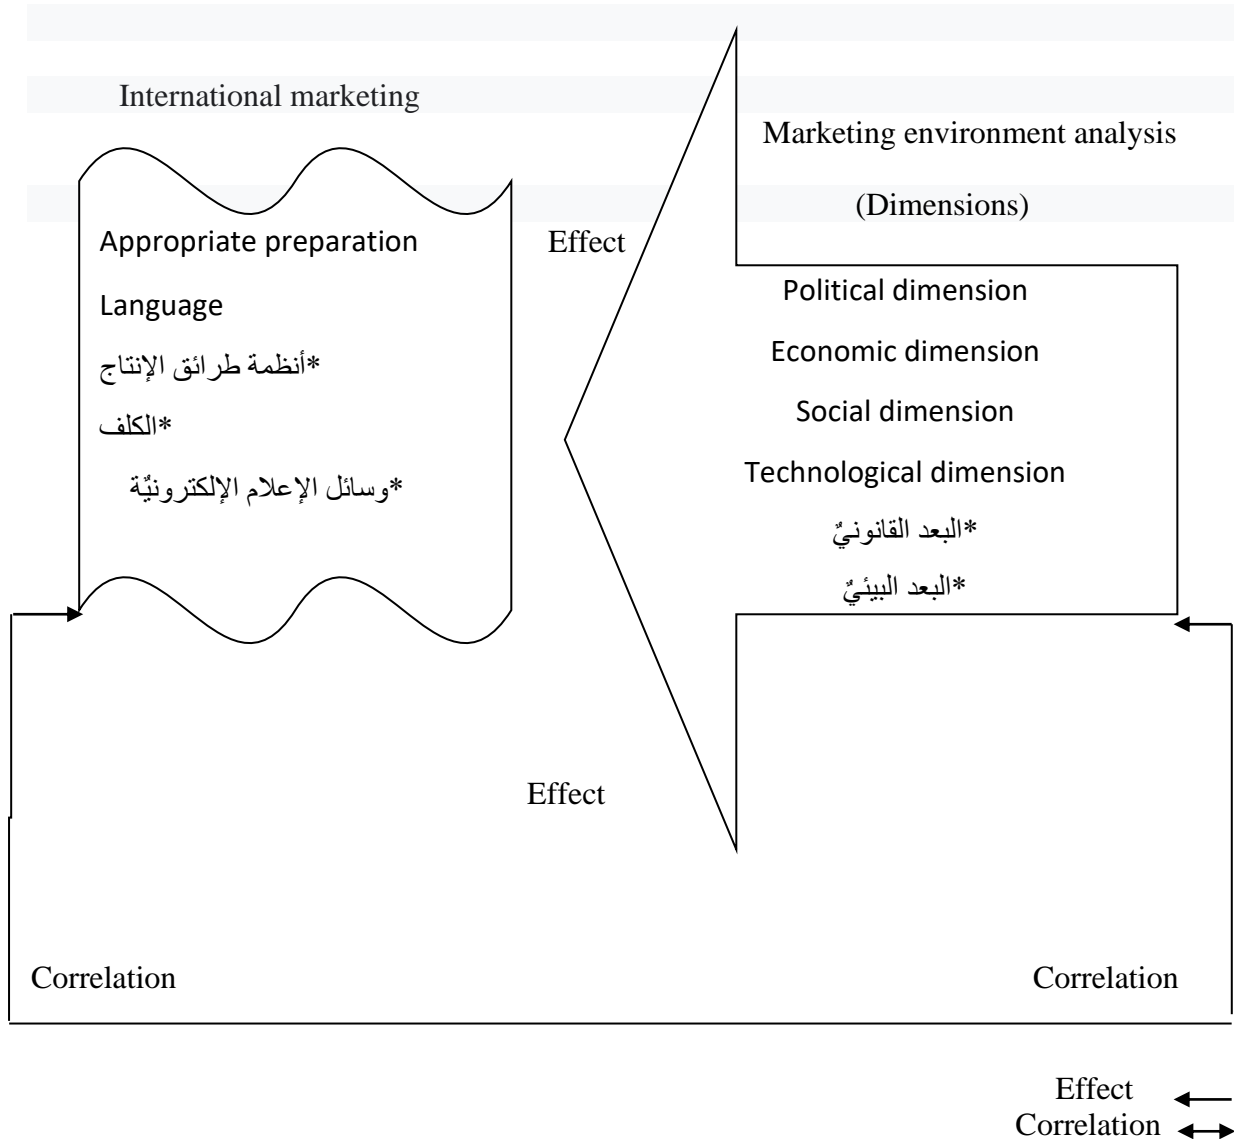 International marketing
Appropriate preparation
Language
*أنظمة طرائق الإنتاج
*الكلف
*وسائل الإعلام الإلكترونيٌة
Effect
Marketing environment analysis
(Dimensions)
Political dimension
Economic dimension
Social dimension
Technological dimension
*البعد القانونيٌ
*البعد البيئيٌ
Effect
Correlation
Correlation
Effect
Correlation